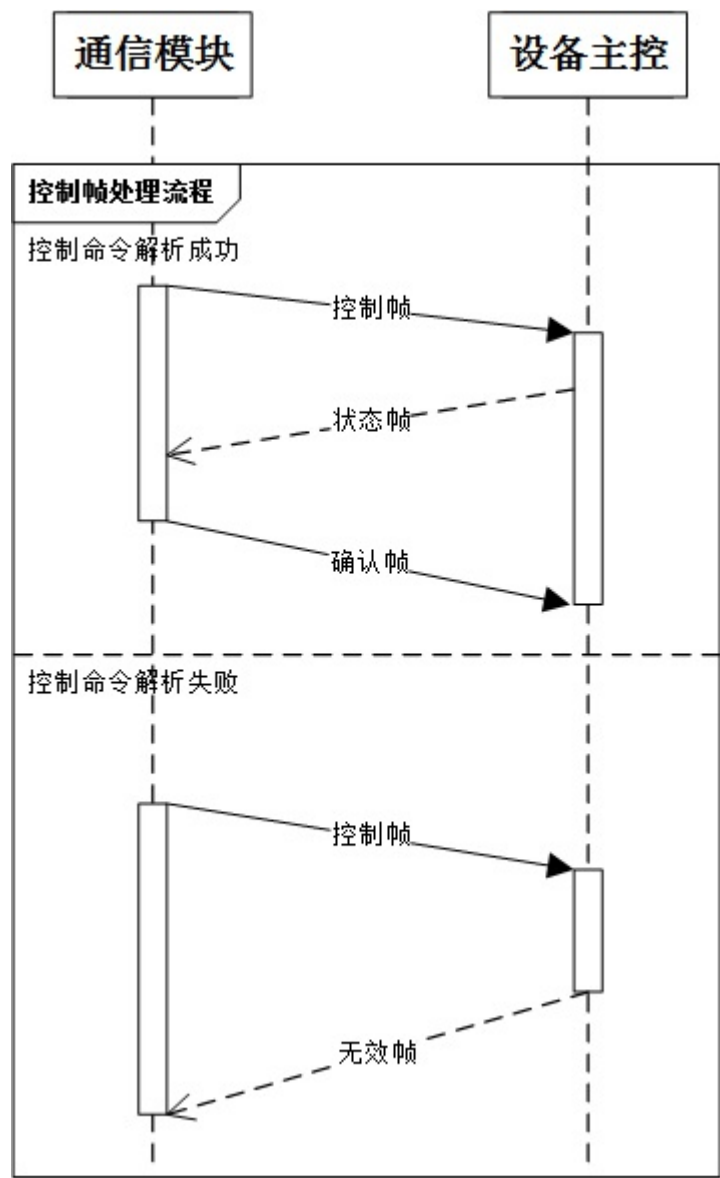 通信模块
设备主控
控制帧处理流程
控制命令解析成功
控制帧
状态帧
确认帧
控制命令解析失败
控制帧
无效帧